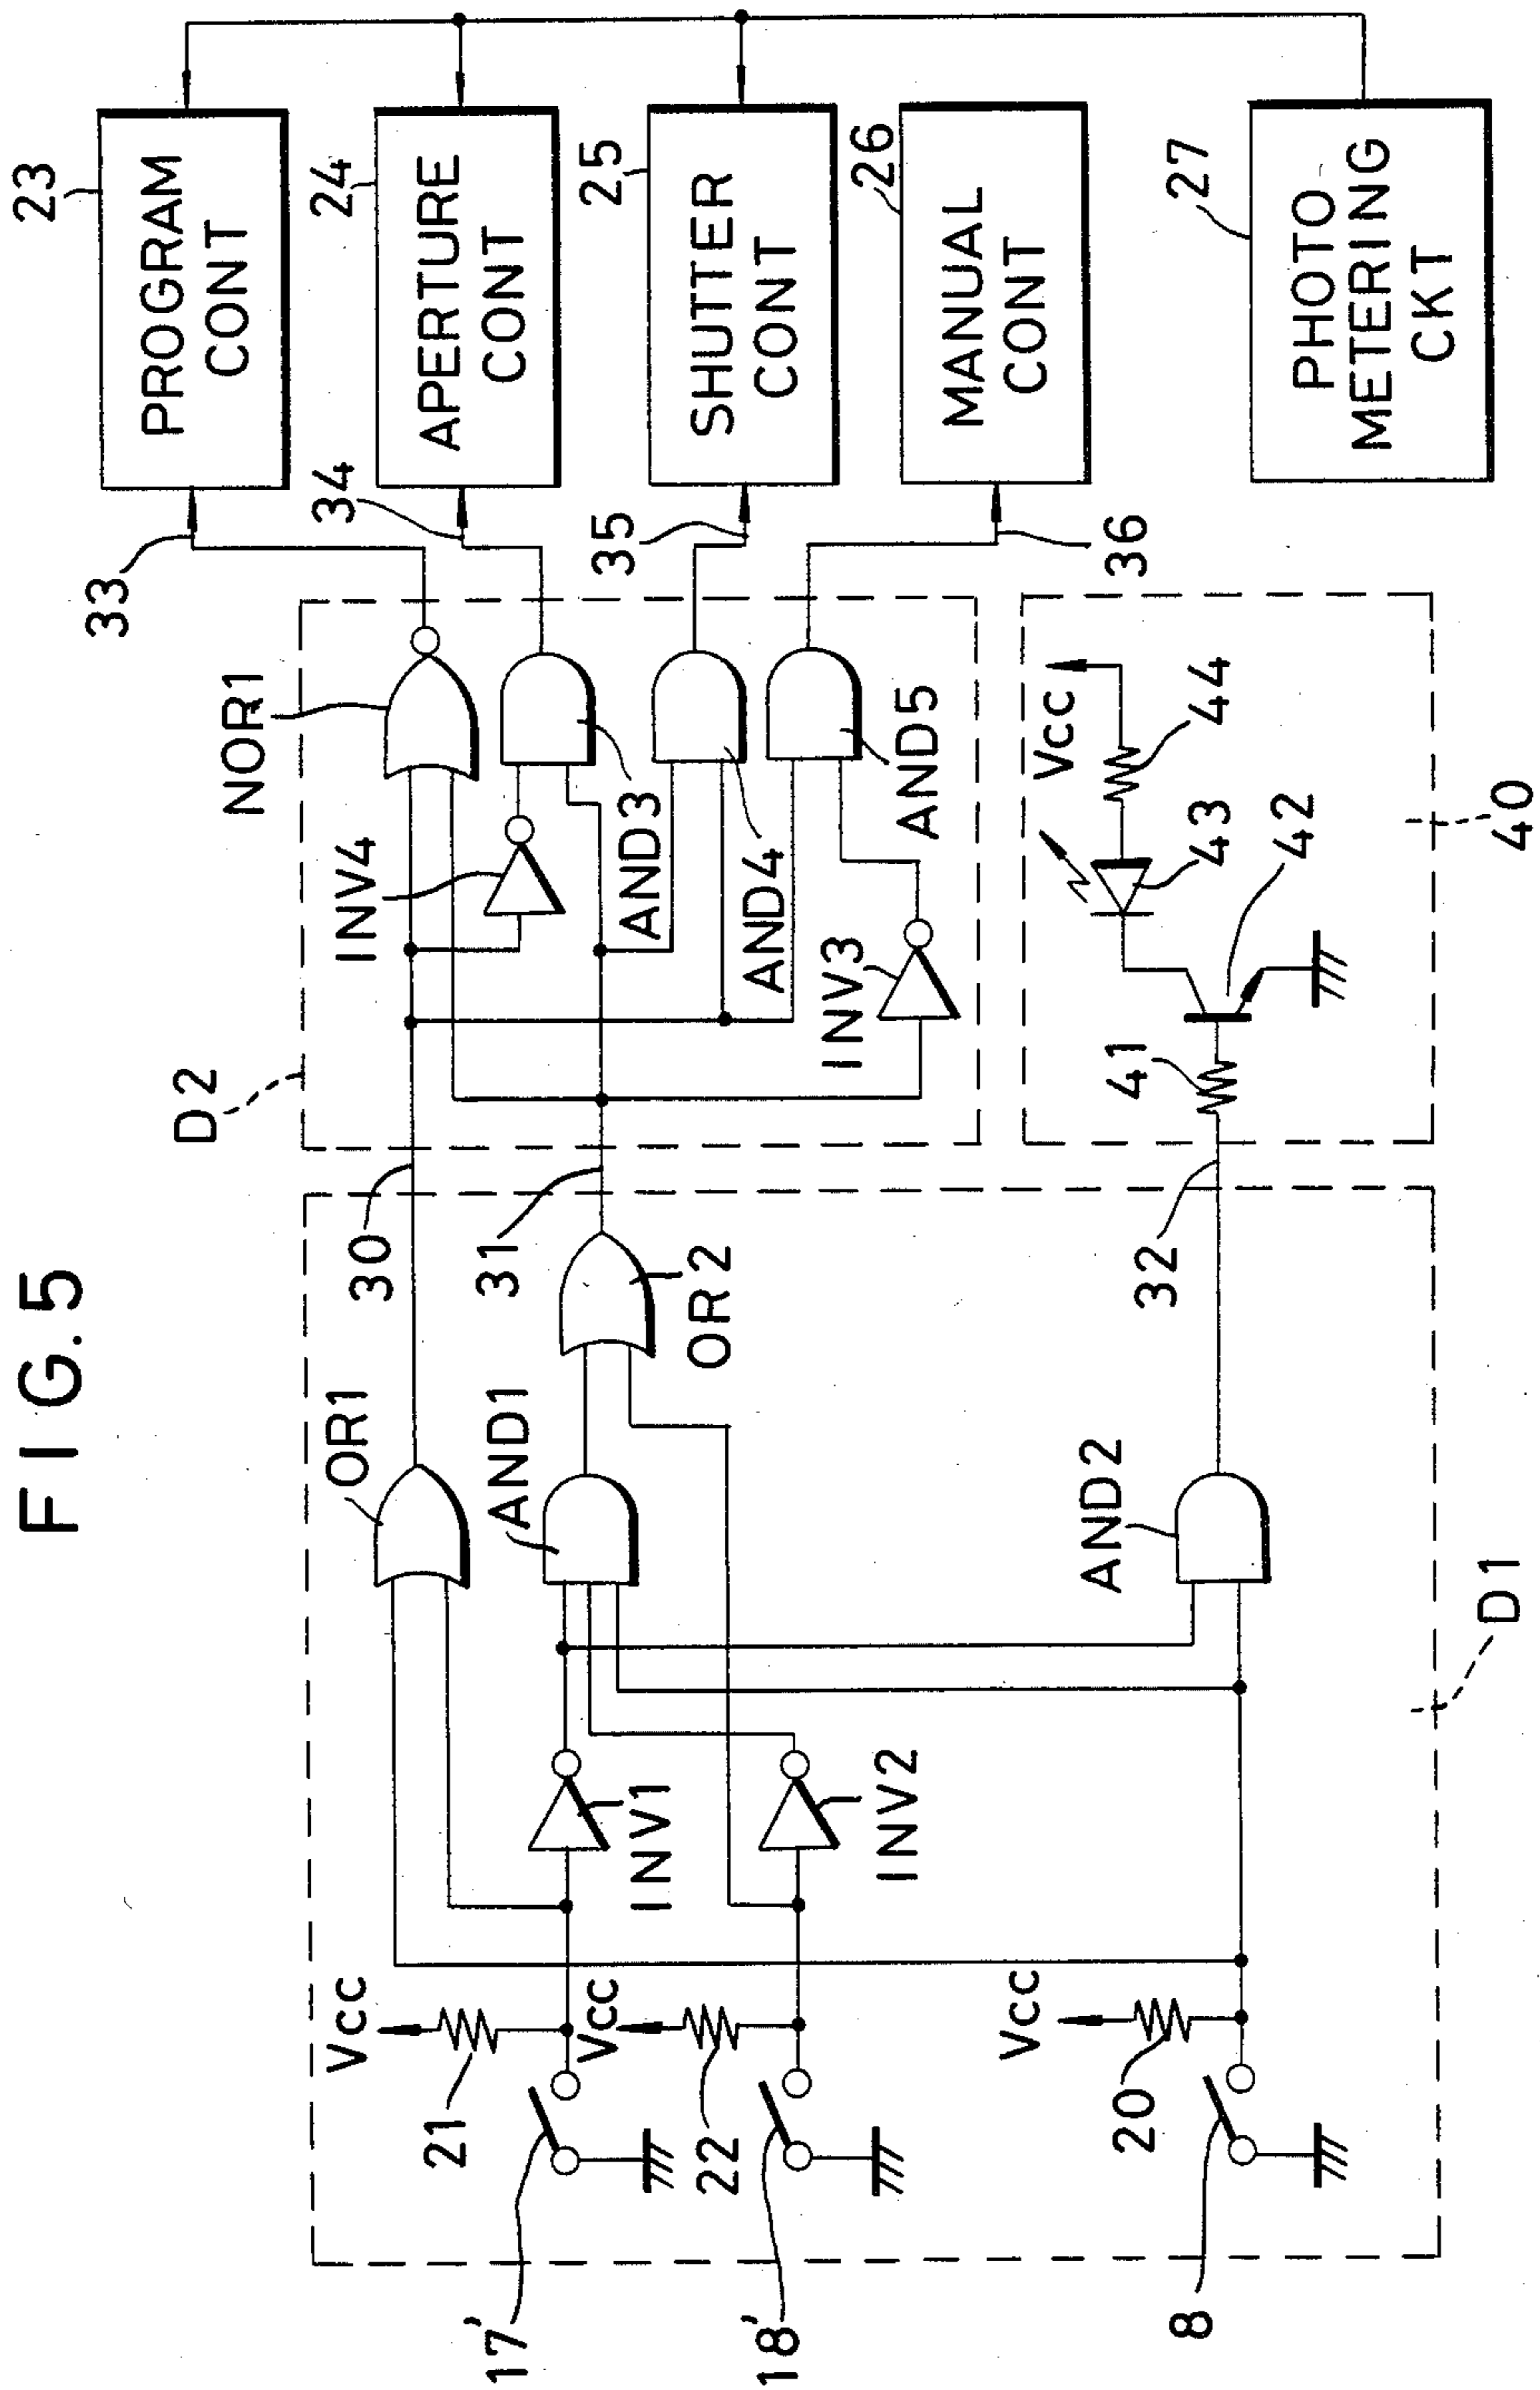 FIG.5
23
PROGRAM
CONT
24
APERTURE
CONT
25
SHUTTER
CONT
26
MANUAL
CONT
27
PHOTO
METERING
CKT
33
34
35
36
NOR1
INV4
AND3
AND4
AND5
INV3
D2
Vcc
44
43
42
41
40
30
31
32
OR1
OR2
AND1
AND2
INV1
INV2
D1
Vcc
21
Vcc
22
Vcc
20
17'
18'
8